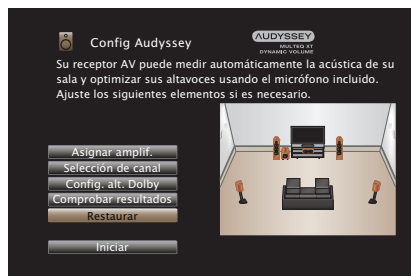 Config Audyssey
AUDYSSEY
MULTEQ XT
DYNAMIC VOLUME
Su receptor AV puede medir automáticamente la acústica de su
sala y optimizar sus altavoces usando el micrófono incluido.
Ajuste los siguientes elementos si es necesario.
Asignar amplif.
Selección de canal
Config. alt. Dolby
Comprobar resultados
Restaurar
Iniciar